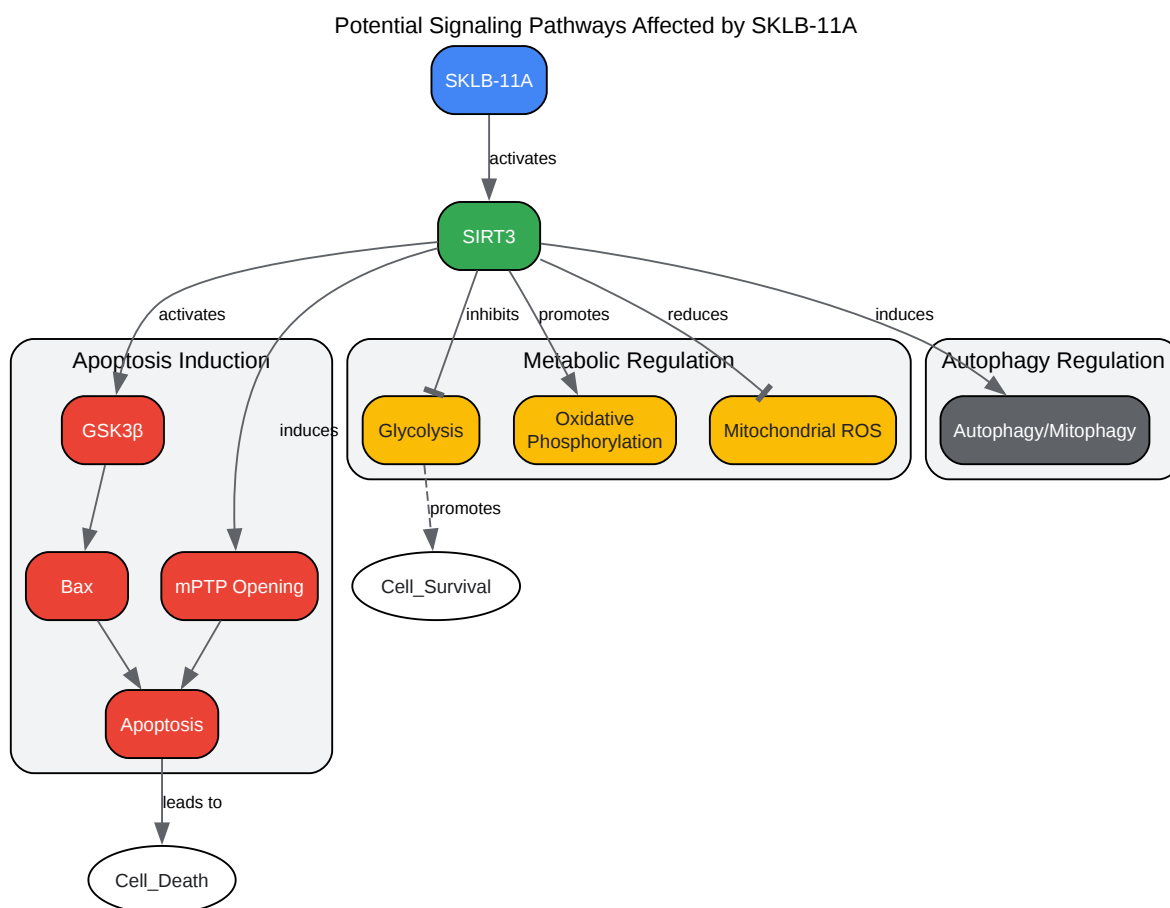 Potential Signaling Pathways Affected by SKLB-11A
SKLB-11A
activates
SIRT3
activates
inhibits
promotes
reduces
induces
Apoptosis Induction
Metabolic Regulation
Autophagy Regulation
GSK3β
induces
Glycolysis
Oxidative
Phosphorylation
Mitochondrial ROS
Autophagy/Mitophagy
promotes
Bax
mPTP Opening
Cell_Survival
Apoptosis
leads to
Cell_Death